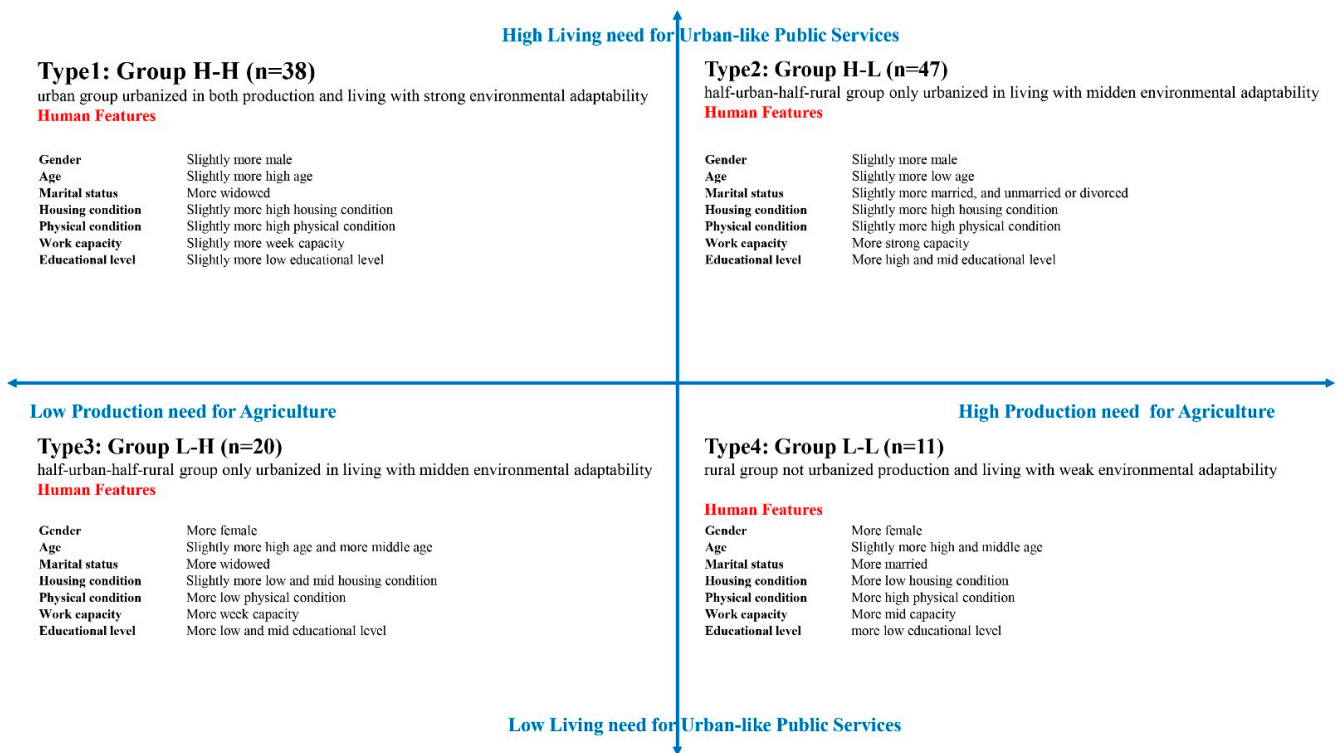 High Living need for Urban-like Public Services
Type1: Group H-H (n=38)
urban group urbanized in both production and living with strong environmental adaptability
Human Features
Gender Slightly more male
Age Slightly more high age
Marital status More widowed
Housing condition Slightly more high housing condition
Physical condition Slightly more high physical condition
Work capacity Slightly more week capacity
Educational level Slightly more low educational level
Type2: Group H-L (n=47)
half-urban-half-rural group only urbanized in living with midden environmental adaptability
Human Features
Gender Slightly more male
Age Slightly more low age
Marital status Slightly more married, and unmarried or divorced
Housing condition Slightly more high housing condition
Physical condition Slightly more high physical condition
Work capacity More strong capacity
Educational level More high and mid educational level
Low Production need for Agriculture
High Production need for Agriculture
Type3: Group L-H (n=20)
half-urban-half-rural group only urbanized in living with midden environmental adaptability
Human Features
Gender More female
Age Slightly more high age and more middle age
Marital status More widowed
Housing condition Slightly more low and mid housing condition
Physical condition More low physical condition
Work capacity More week capacity
Educational level More low and mid educational level
Type4: Group L-L (n=11)
rural group not urbanized production and living with weak environmental adaptability
Human Features
Gender More female
Age Slightly more high and middle age
Marital status More married
Housing condition More low housing condition
Physical condition More high physical condition
Work capacity More mid capacity
Educational level more low educational level
Low Living need for Urban-like Public Services